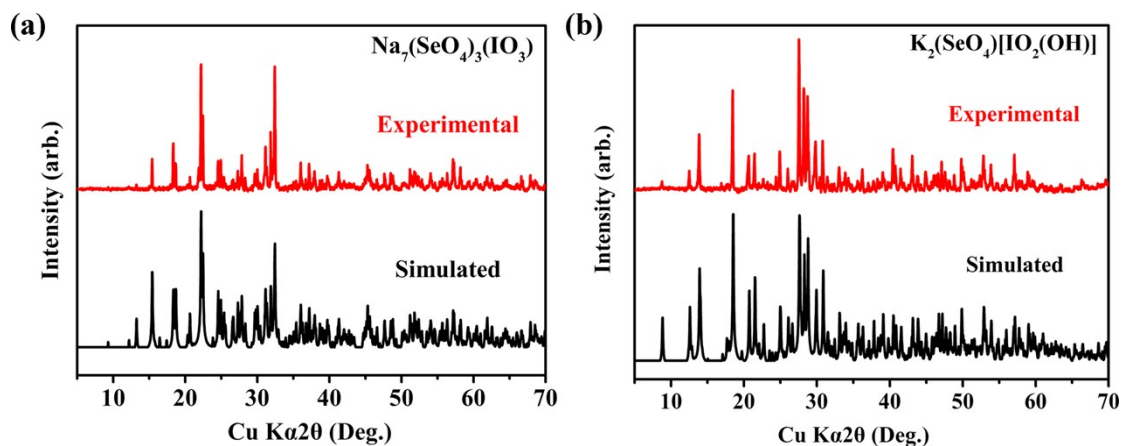 (a)
Na₇(SeO₄)₃(IO₃)
Experimental
Simulated
Intensity (arb.)
10 20 30 40 50 60 70
Cu Kα2θ (Deg.)
(b)
K₂(SeO₄)[IO₂(OH)]
Experimental
Simulated
Intensity (arb.)
10 20 30 40 50 60 70
Cu Kα2θ (Deg.)